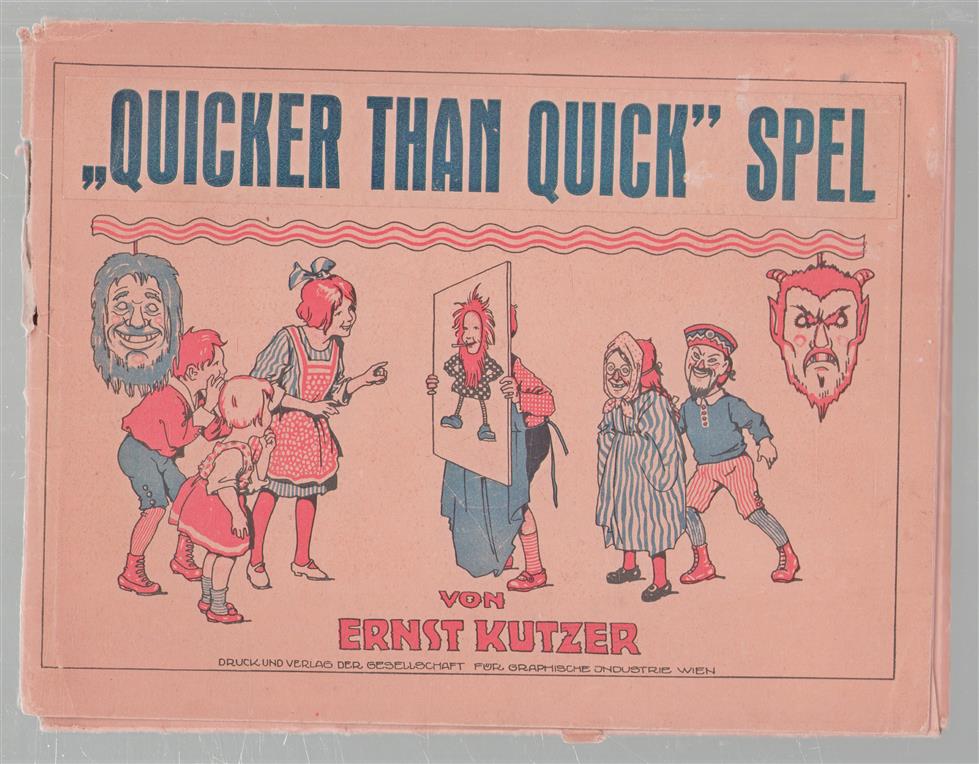 „QUICKER THAN QUICK” SPEL
VON
ERNST KUTZER
DRUCK UND VERLAG DER GESELLSCHAFT FÜR GRAPHISCHE INDUSTRIE WIEN